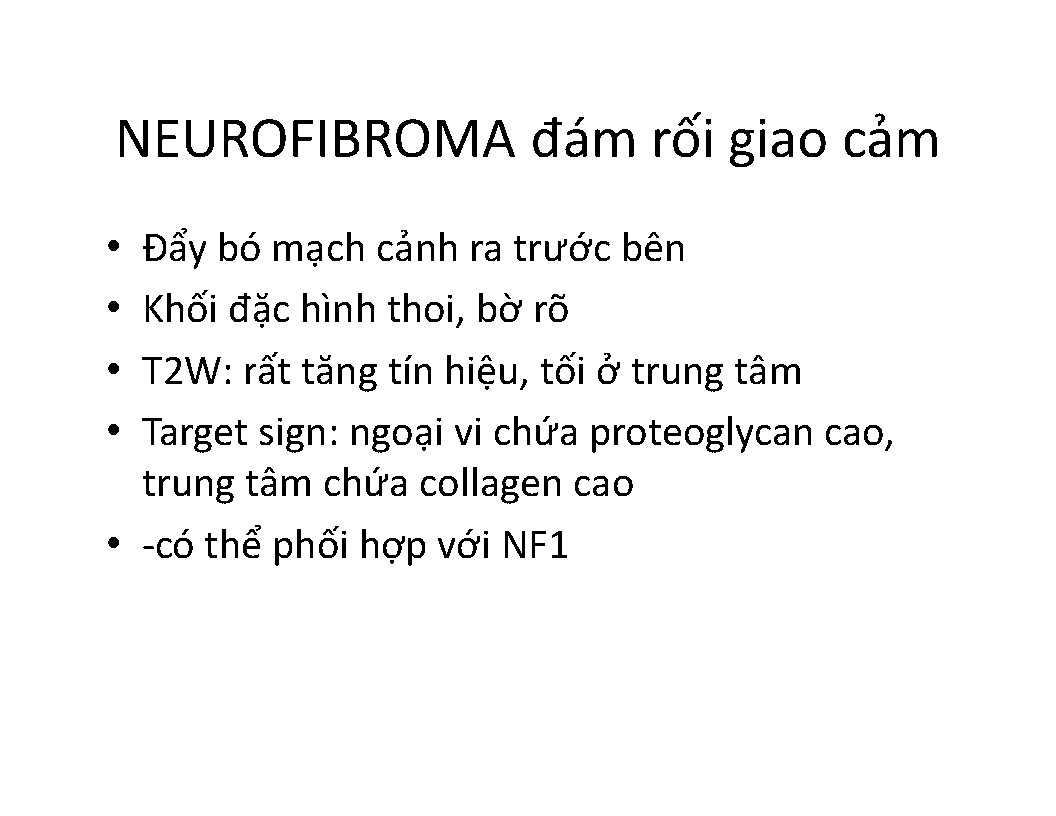 NEUROFIBROMA đám rối giao cảm
• Đẩy bó mạch cảnh ra trước bên
• Khối đặc hình thoi, bờ rõ
• T2W: rất tăng tín hiệu, tối ở trung tâm
• Target sign: ngoại vi chứa proteoglycan cao,
trung tâm chứa collagen cao
• -có thể phối hợp với NF1